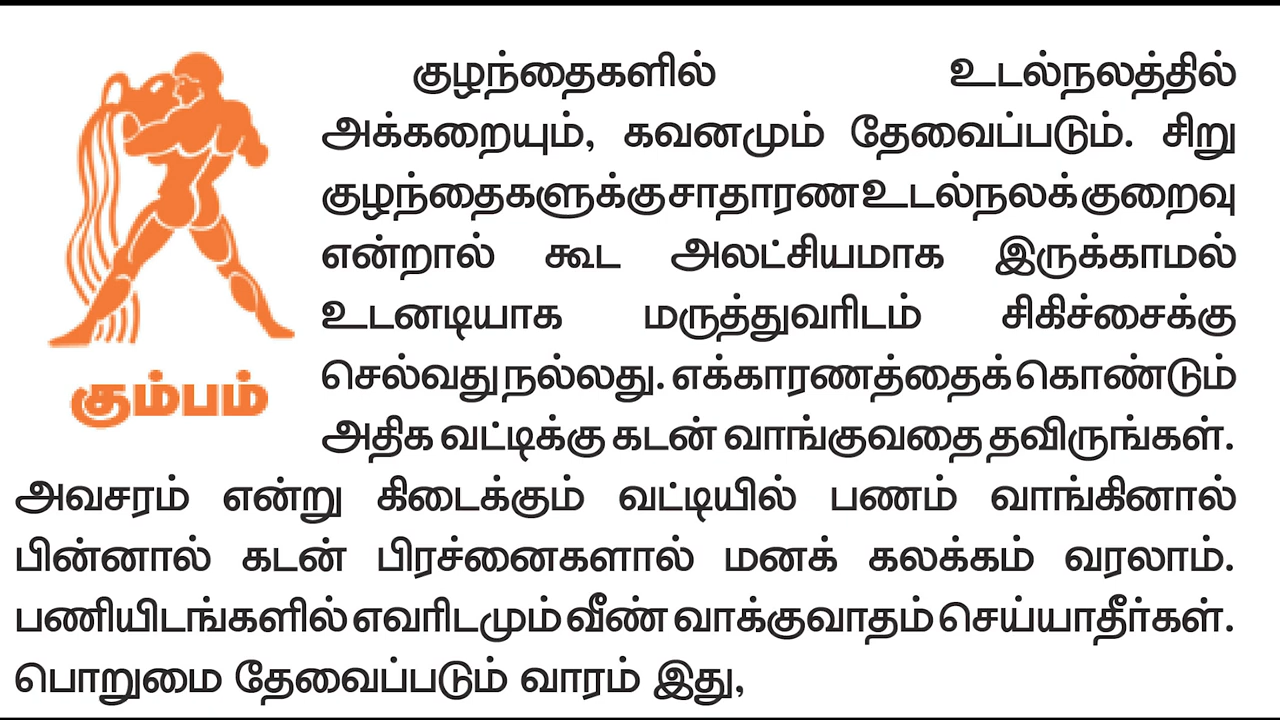 குழந்தைகளில் உடல்நலத்தில்
அக்கறையும், கவனமும் தேவைப்படும். சிறு
குழந்தைகளுக்கு சாதாரண உடல்நலக் குறைவு
என்றால் கூட அலட்சியமாக இருக்காமல்
உடனடியாக மருத்துவரிடம் சிகிச்சைக்கு
செல்வது நல்லது. எக்காரணத்தைக் கொண்டும்
அதிக வட்டிக்கு கடன் வாங்குவதை தவிருங்கள்.
கும்பம்
அவசரம் என்று கிடைக்கும் வட்டியில் பணம் வாங்கினால்
பின்னால் கடன் பிரச்னைகளால் மனக் கலக்கம் வரலாம்.
பணியிடங்களில் எவரிடமும் வீண் வாக்குவாதம் செய்யாதீர்கள்.
பொறுமை தேவைப்படும் வாரம் இது,